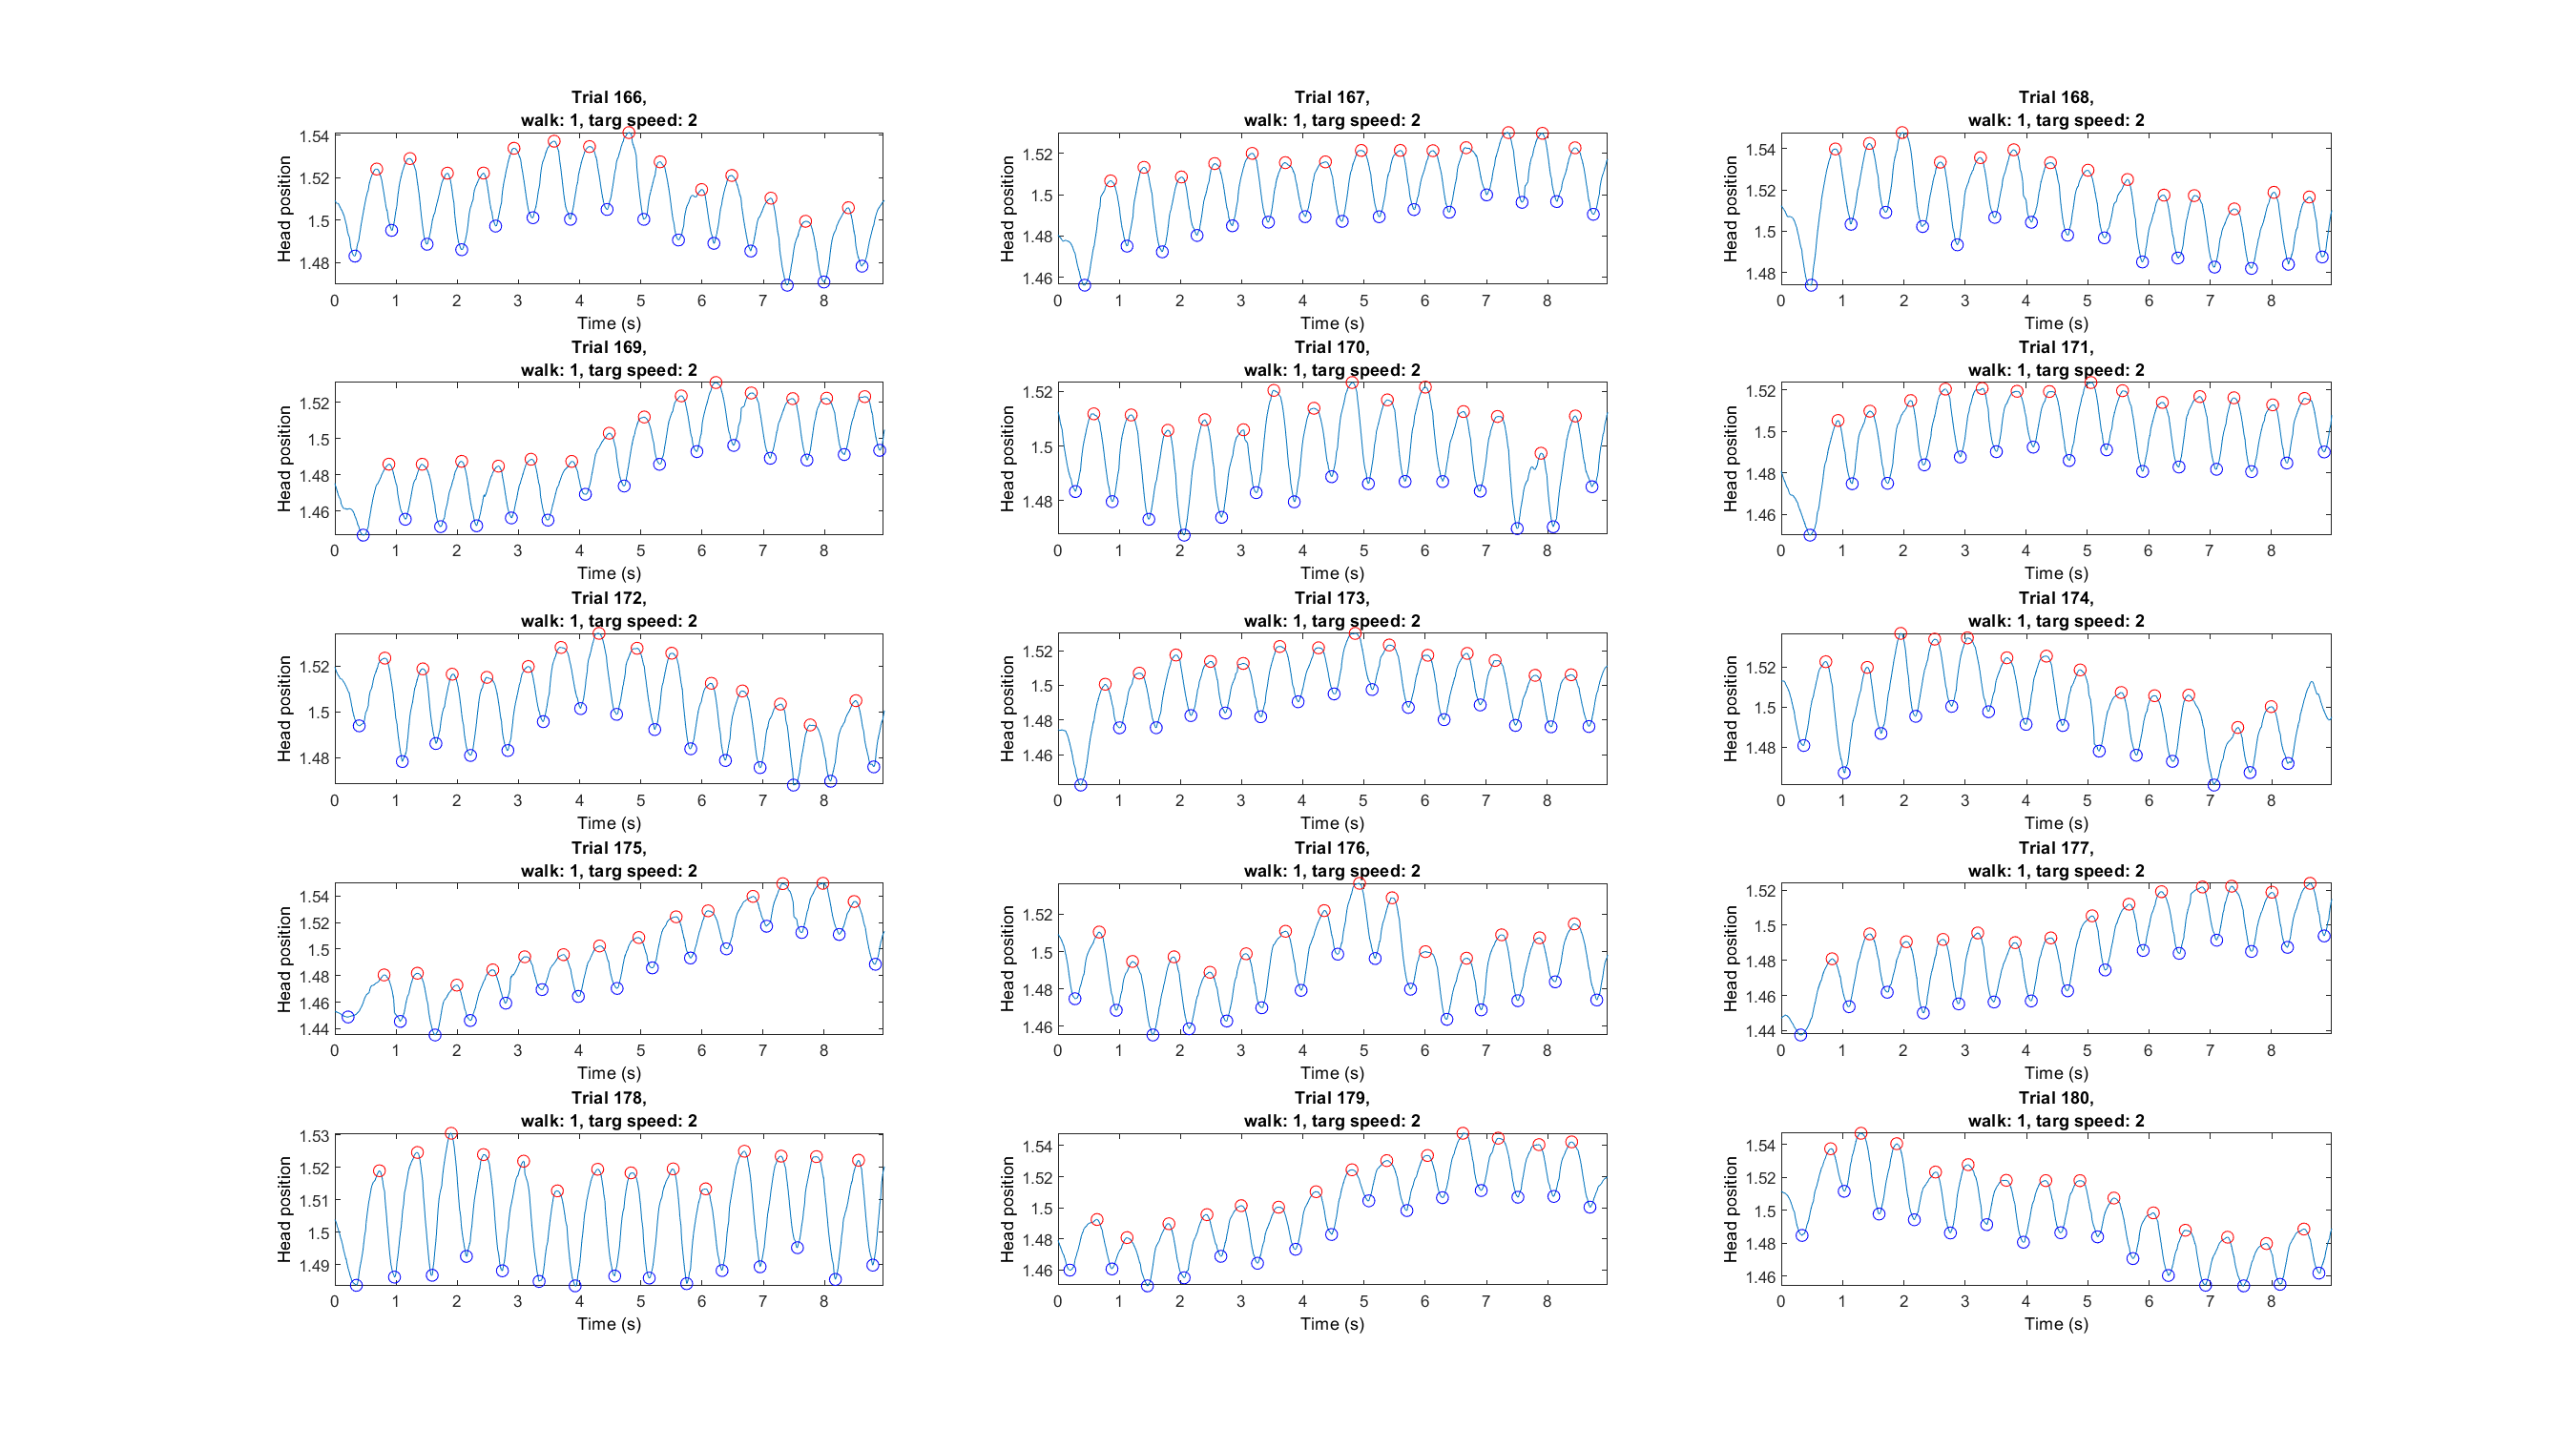 Trial 166,
walk: 1, targ speed: 2
1.54
1.52
1.5
1.48
Head position
0 1 2 3 4 5 6 7 8
Time (s)
Trial 167,
walk: 1, targ speed: 2
1.52
1.5
1.48
1.46
Head position
0 1 2 3 4 5 6 7 8
Time (s)
Trial 168,
walk: 1, targ speed: 2
1.54
1.52
1.5
1.48
Head position
0 1 2 3 4 5 6 7 8
Time (s)
Trial 169,
walk: 1, targ speed: 2
1.52
1.5
1.48
1.46
Head position
0 1 2 3 4 5 6 7 8
Time (s)
Trial 170,
walk: 1, targ speed: 2
1.52
1.5
1.48
Head position
0 1 2 3 4 5 6 7 8
Time (s)
Trial 171,
walk: 1, targ speed: 2
1.52
1.5
1.48
1.46
Head position
0 1 2 3 4 5 6 7 8
Time (s)
Trial 172,
walk: 1, targ speed: 2
1.52
1.5
1.48
Head position
0 1 2 3 4 5 6 7 8
Time (s)
Trial 173,
walk: 1, targ speed: 2
1.52
1.5
1.48
1.46
Head position
0 1 2 3 4 5 6 7 8
Time (s)
Trial 174,
walk: 1, targ speed: 2
1.52
1.5
1.48
Head position
0 1 2 3 4 5 6 7 8
Time (s)
Trial 175,
walk: 1, targ speed: 2
1.54
1.52
1.5
1.48
1.46
1.44
Head position
0 1 2 3 4 5 6 7 8
Time (s)
Trial 176,
walk: 1, targ speed: 2
1.52
1.5
1.48
1.46
Head position
0 1 2 3 4 5 6 7 8
Time (s)
Trial 177,
walk: 1, targ speed: 2
1.52
1.5
1.48
1.46
1.44
Head position
0 1 2 3 4 5 6 7 8
Time (s)
Trial 178,
walk: 1, targ speed: 2
1.53
1.52
1.51
1.5
1.49
Head position
0 1 2 3 4 5 6 7 8
Time (s)
Trial 179,
walk: 1, targ speed: 2
1.54
1.52
1.5
1.48
1.46
Head position
0 1 2 3 4 5 6 7 8
Time (s)
Trial 180,
walk: 1, targ speed: 2
1.54
1.52
1.5
1.48
1.46
Head position
0 1 2 3 4 5 6 7 8
Time (s)